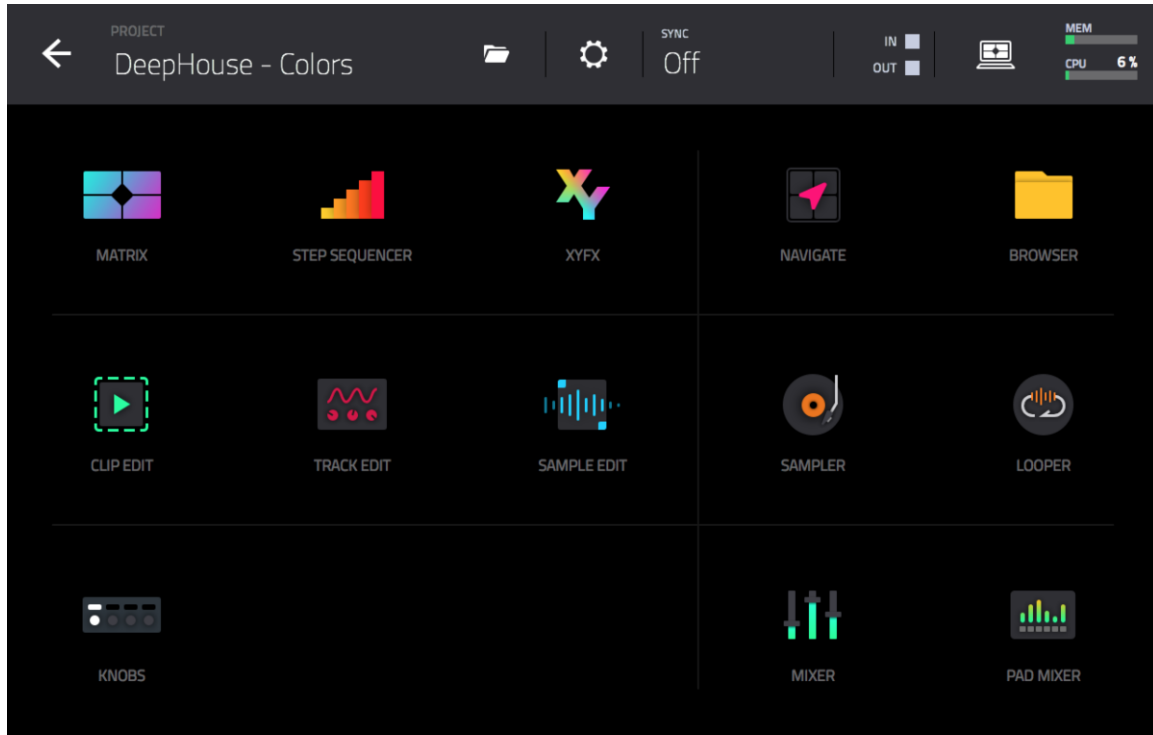 PROJECT
DeepHouse - Colors
SYNC
Off
IN
OUT
MEM
CPU 6%
XY
MATRIX
STEP SEQUENCER
XYFX
NAVIGATE
BROWSER
CLIP EDIT
TRACK EDIT
SAMPLE EDIT
SAMPLER
LOOPER
KNOBS
MIXER
PAD MIXER